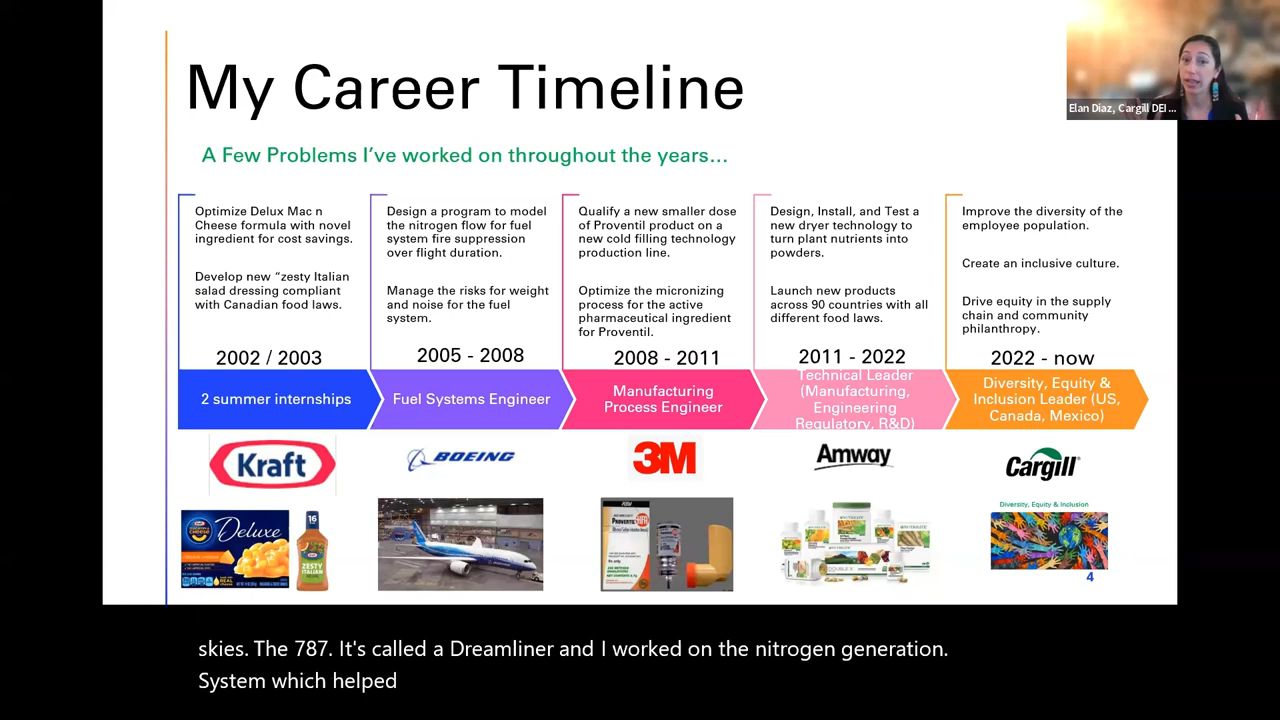 My Career Timeline
Elan Diaz, Cargill DEI ...
A Few Problems I've worked on throughout the years...
Optimize Delux Mac n
Cheese formula with novel
ingredient for cost savings.
Develop new “zesty Italian
salad dressing compliant
with Canadian food laws.
2002 / 2003
2 summer internships
Kraft
Deluxe
16
ZESTY
ITALIAN
Design a program to model
the nitrogen flow for fuel
system fire suppression
over flight duration.
Manage the risks for weight
and noise for the fuel
system.
2005 - 2008
Fuel Systems Engineer
BOEING
Qualify a new smaller dose
of Proventil product on a
new cold filling technology
production line.
Optimize the micronizing
process for the active
pharmaceutical ingredient
for Proventil.
2008 - 2011
Manufacturing
Process Engineer
3M
PROVENTIL
Design, Install, and Test a
new dryer technology to
turn plant nutrients into
powders.
Launch new products
across 90 countries with all
different food laws.
2011 - 2022
Technical Leader
(Manufacturing,
Engineering
Regulatory, R&D)
Amway
DOUBLE X
Improve the diversity of the
employee population.
Create an inclusive culture.
Drive equity in the supply
chain and community
philanthropy.
2022 - now
Diversity, Equity &
Inclusion Leader (US,
Canada, Mexico)
Cargill
Diversity, Equity & Inclusion
4
skies. The 787. It's called a Dreamliner and I worked on the nitrogen generation.
System which helped